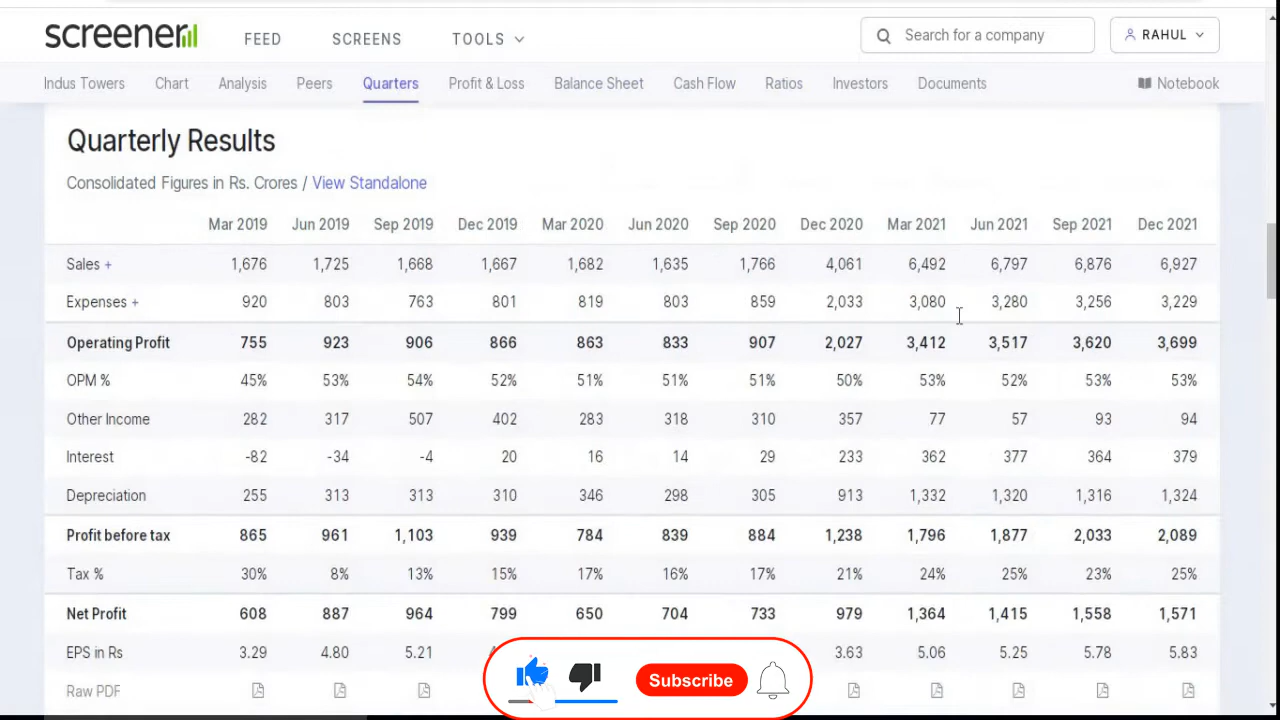 screener FEED SCREENS TOOLS Search for a company RAHUL
Indus Towers Chart Analysis Peers Quarters Profit & Loss Balance Sheet Cash Flow Ratios Investors Documents Notebook
Quarterly Results
Consolidated Figures in Rs. Crores / View Standalone
Mar 2019 Jun 2019 Sep 2019 Dec 2019 Mar 2020 Jun 2020 Sep 2020 Dec 2020 Mar 2021 Jun 2021 Sep 2021 Dec 2021
Sales + 1,676 1,725 1,668 1,667 1,682 1,635 1,766 4,061 6,492 6,797 6,876 6,927
Expenses + 920 803 763 801 819 803 859 2,033 3,080 3,280 3,256 3,229
Operating Profit 755 923 906 866 863 833 907 2,027 3,412 3,517 3,620 3,699
OPM % 45% 53% 54% 52% 51% 51% 51% 50% 53% 52% 53% 53%
Other Income 282 317 507 402 283 318 310 357 77 57 93 94
Interest -82 -34 -4 20 16 14 29 233 362 377 364 379
Depreciation 255 313 313 310 346 298 305 913 1,332 1,320 1,316 1,324
Profit before tax 865 961 1,103 939 784 839 884 1,238 1,796 1,877 2,033 2,089
Tax % 30% 8% 13% 15% 17% 16% 17% 21% 24% 25% 23% 25%
Net Profit 608 887 964 799 650 704 733 979 1,364 1,415 1,558 1,571
EPS in Rs 3.29 4.80 5.21 3.63 5.06 5.25 5.78 5.83
Raw PDF
Subscribe